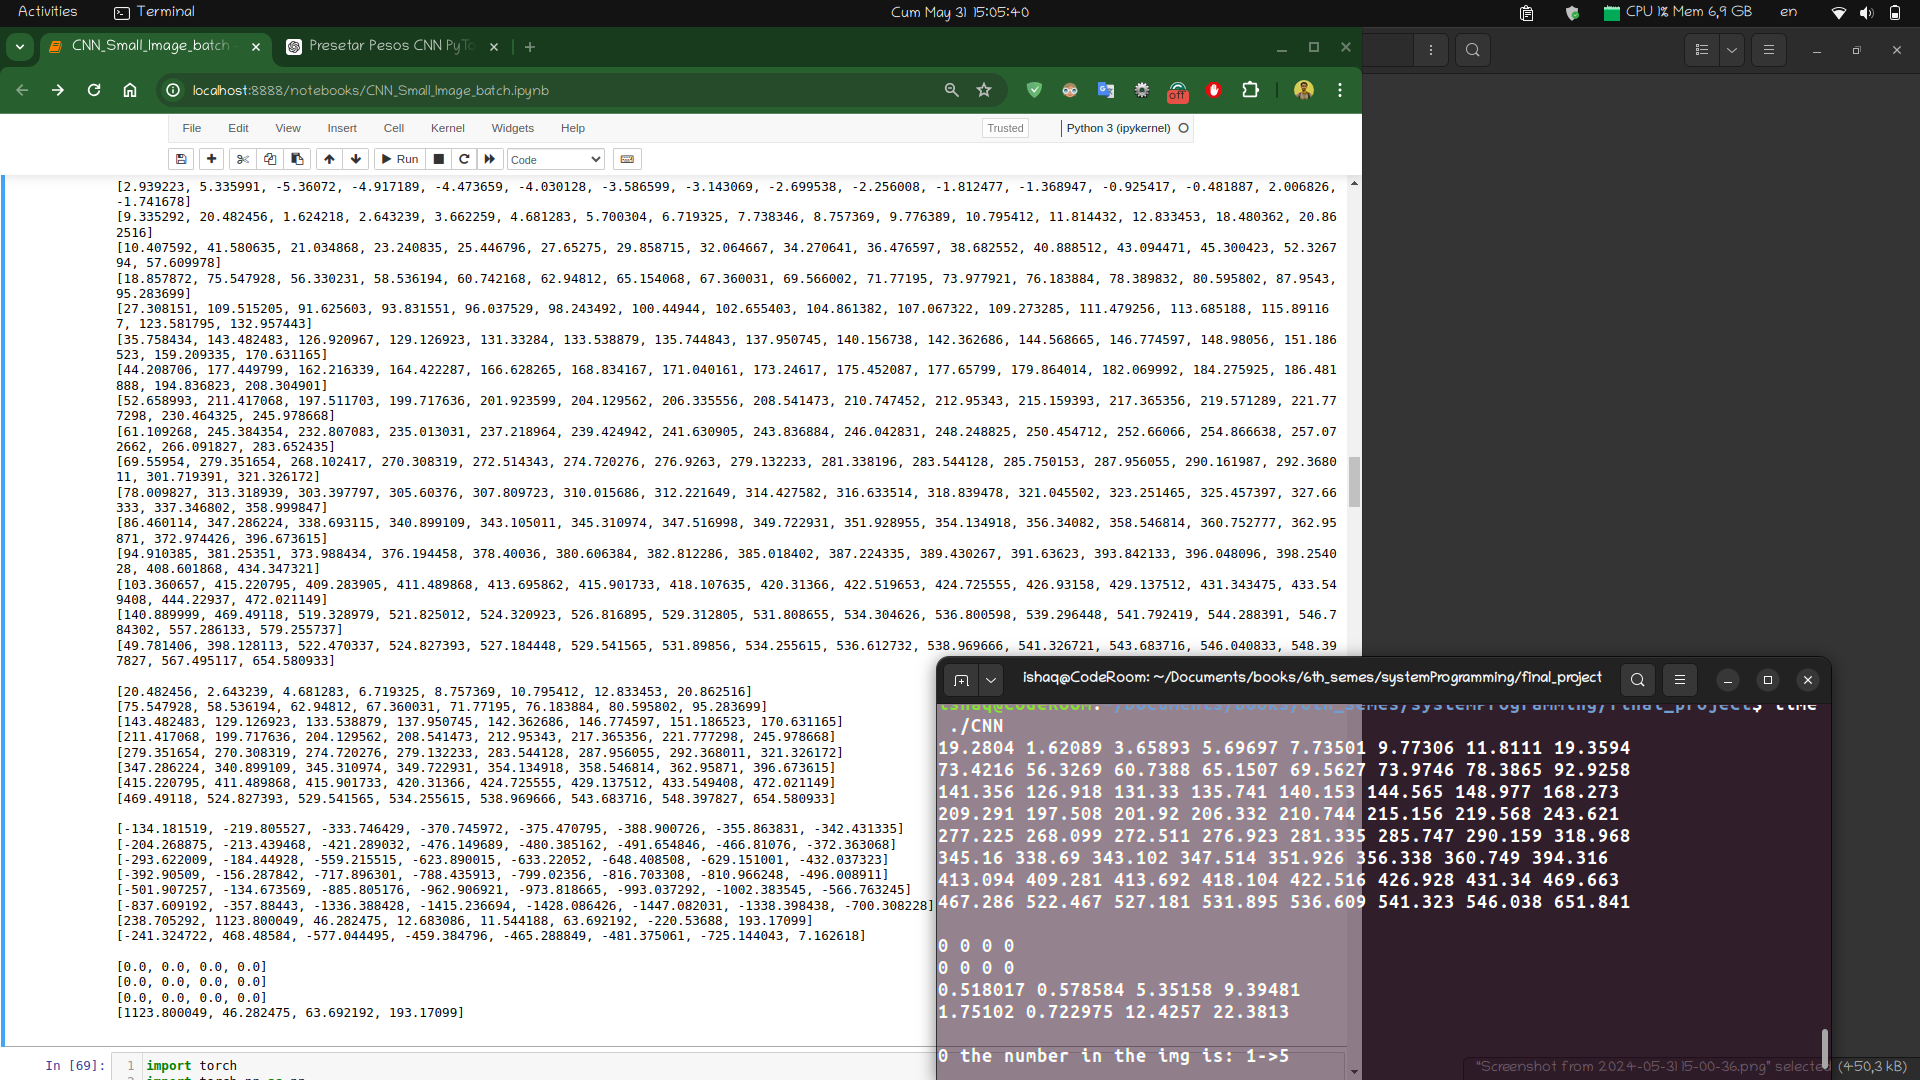 Activities Terminal Cum May 31 15:05:40 CPU 1% Mem 6,9 GB en
CNN_Small_Image_batch Presetar Pesos CNN PyTo
localhost:8888/notebooks/CNN_Small_Image_batch.ipynb
off
File Edit View Insert Cell Kernel Widgets Help Trusted Python 3 (ipykernel)
Run Code
[2.939223, 5.335991, -5.36072, -4.917189, -4.473659, -4.030128, -3.586599, -3.143069, -2.699538, -2.256008, -1.812477, -1.368947, -0.925417, -0.481887, 2.006826,
-1.741678]
[9.335292, 20.482456, 1.624218, 2.643239, 3.662259, 4.681283, 5.700304, 6.719325, 7.738346, 8.757369, 9.776389, 10.795412, 11.814432, 12.833453, 18.480362, 20.86
2516]
[10.407592, 41.580635, 21.034868, 23.240835, 25.446796, 27.65275, 29.858715, 32.064667, 34.270641, 36.476597, 38.682552, 40.888512, 43.094471, 45.300423, 52.3267
94, 57.609978]
[18.857872, 75.547928, 56.330231, 58.536194, 60.742168, 62.94812, 65.154068, 67.360031, 69.566002, 71.77195, 73.977921, 76.183884, 78.389832, 80.595802, 87.9543,
95.283699]
[27.308151, 109.515205, 91.625603, 93.831551, 96.037529, 98.243492, 100.44944, 102.655403, 104.861382, 107.067322, 109.273285, 111.479256, 113.685188, 115.89116
7, 123.581795, 132.957443]
[35.758434, 143.482483, 126.920967, 129.126923, 131.33284, 133.538879, 135.744843, 137.950745, 140.156738, 142.362686, 144.568665, 146.774597, 148.98056, 151.186
523, 159.209335, 170.631165]
[44.208706, 177.449799, 162.216339, 164.422287, 166.628265, 168.834167, 171.040161, 173.24617, 175.452087, 177.65799, 179.864014, 182.069992, 184.275925, 186.481
888, 194.836823, 208.304901]
[52.658993, 211.417068, 197.511703, 199.717636, 201.923599, 204.129562, 206.335556, 208.541473, 210.747452, 212.95343, 215.159393, 217.365356, 219.571289, 221.77
7298, 230.464325, 245.978668]
[61.109268, 245.384354, 232.807083, 235.013031, 237.218964, 239.424942, 241.630905, 243.836884, 246.042831, 248.248825, 250.454712, 252.66066, 254.866638, 257.07
2662, 266.091827, 283.652435]
[69.55954, 279.351654, 268.102417, 270.308319, 272.514343, 274.720276, 276.9263, 279.132233, 281.338196, 283.544128, 285.750153, 287.956055, 290.161987, 292.3680
11, 301.719391, 321.326172]
[78.009827, 313.318939, 303.397797, 305.60376, 307.809723, 310.015686, 312.221649, 314.427582, 316.633514, 318.839478, 321.045502, 323.251465, 325.457397, 327.66
333, 337.346802, 358.999847]
[86.460114, 347.286224, 338.693115, 340.899109, 343.105011, 345.310974, 347.516998, 349.722931, 351.928955, 354.134918, 356.34082, 358.546814, 360.752777, 362.95
871, 372.974426, 396.673615]
[94.910385, 381.25351, 373.988434, 376.194458, 378.40036, 380.606384, 382.812286, 385.018402, 387.224335, 389.430267, 391.63623, 393.842133, 396.048096, 398.2540
28, 408.601868, 434.347321]
[103.360657, 415.220795, 409.283905, 411.489868, 413.695862, 415.901733, 418.107635, 420.31366, 422.519653, 424.725555, 426.93158, 429.137512, 431.343475, 433.54
9408, 444.22937, 472.021149]
[140.889999, 469.49118, 519.328979, 521.825012, 524.320923, 526.816895, 529.312805, 531.808655, 534.304626, 536.800598, 539.296448, 541.792419, 544.288391, 546.7
84302, 557.286133, 579.255737]
[49.781406, 398.128113, 522.470337, 524.827393, 527.184448, 529.541565, 531.89856, 534.255615, 536.612732, 538.969666, 541.326721, 543.683716, 546.040833, 548.39
7827, 567.495117, 654.580933]
[20.482456, 2.643239, 4.681283, 6.719325, 8.757369, 10.795412, 12.833453, 20.862516]
[75.547928, 58.536194, 62.94812, 67.360031, 71.77195, 76.183884, 80.595802, 95.283699]
[143.482483, 129.126923, 133.538879, 137.950745, 142.362686, 146.774597, 151.186523, 170.631165]
[211.417068, 199.717636, 204.129562, 208.541473, 212.95343, 217.365356, 221.777298, 245.978668]
[279.351654, 270.308319, 274.720276, 279.132233, 283.544128, 287.956055, 292.368011, 321.326172]
[347.286224, 340.899109, 345.310974, 349.722931, 354.134918, 358.546814, 362.95871, 396.673615]
[415.220795, 411.489868, 415.901733, 420.31366, 424.725555, 429.137512, 433.549408, 472.021149]
[469.49118, 524.827393, 529.541565, 534.255615, 538.969666, 543.683716, 548.397827, 654.580933]
[-134.181519, -219.805527, -333.746429, -370.745972, -375.470795, -388.900726, -355.863831, -342.431335]
[-204.268875, -213.439468, -421.289032, -476.149689, -480.385162, -491.654846, -466.81076, -372.363068]
[-293.622009, -184.44928, -559.215515, -623.890015, -633.22052, -648.408508, -629.151001, -432.037323]
[-392.90509, -156.287842, -717.896301, -788.435913, -799.02356, -816.703308, -810.966248, -496.008911]
[-501.907257, -134.673569, -885.805176, -962.906921, -973.818665, -993.037292, -1002.383545, -566.763245]
[-837.609192, -357.88443, -1336.388428, -1415.236694, -1428.086426, -1447.082031, -1338.398438, -700.308228]
[238.705292, 1123.800049, 46.282475, 12.683086, 11.544188, 63.692192, -220.53688, 193.17099]
[-241.324722, 468.48584, -577.044495, -459.384796, -465.288849, -481.375061, -725.144043, 7.162618]
[0.0, 0.0, 0.0, 0.0]
[0.0, 0.0, 0.0, 0.0]
[0.0, 0.0, 0.0, 0.0]
[1123.800049, 46.282475, 63.692192, 193.17099]
In [69]: 1 import torch
ishaq@CodeRoom: ~/Documents/books/6th_semes/systemProgramming/final_project
ishaq@CodeRoom:~/Documents/books/6th_semes/systemProgramming/final_project$ time
./CNN
19.2804 1.62089 3.65893 5.69697 7.73501 9.77306 11.8111 19.3594
73.4216 56.3269 60.7388 65.1507 69.5627 73.9746 78.3865 92.9258
141.356 126.918 131.33 135.741 140.153 144.565 148.977 168.273
209.291 197.508 201.92 206.332 210.744 215.156 219.568 243.621
277.225 268.099 272.511 276.923 281.335 285.747 290.159 318.968
345.16 338.69 343.102 347.514 351.926 356.338 360.749 394.316
413.094 409.281 413.692 418.104 422.516 426.928 431.34 469.663
467.286 522.467 527.181 531.895 536.609 541.323 546.038 651.841
0 0 0 0
0 0 0 0
0.518017 0.578584 5.35158 9.39481
1.75102 0.722975 12.4257 22.3813
0 the number in the img is: 1->5
"Screenshot from 2024-05-31 15-00-36.png" selected (450,3 kB)